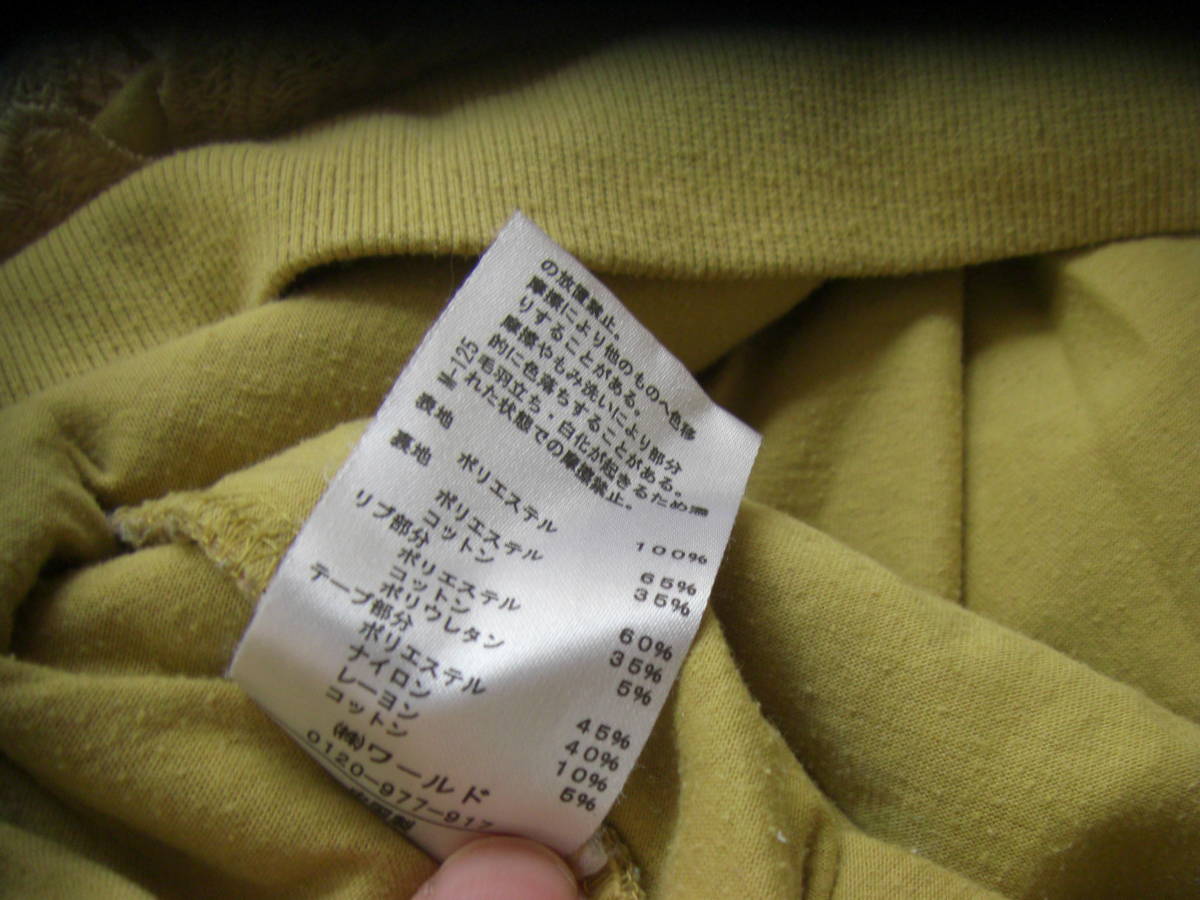 の放置禁止。
摩擦により他のものへ色移
りすることがある。
摩擦やもみ洗いにより部分
的に色落ちすることがある。
毛羽立ち・白化が起きるため濡
れた状態での摩擦禁止。
-125
表地
ポリエステル 100%
裏地
ポリエステル 65%
コットン 35%
リブ部分
ポリエステル 60%
コットン 35%
ポリウレタン 5%
テープ部分
ポリエステル 45%
ナイロン 40%
レーヨン 10%
コットン 5%
(株)ワールド
0120-977-917